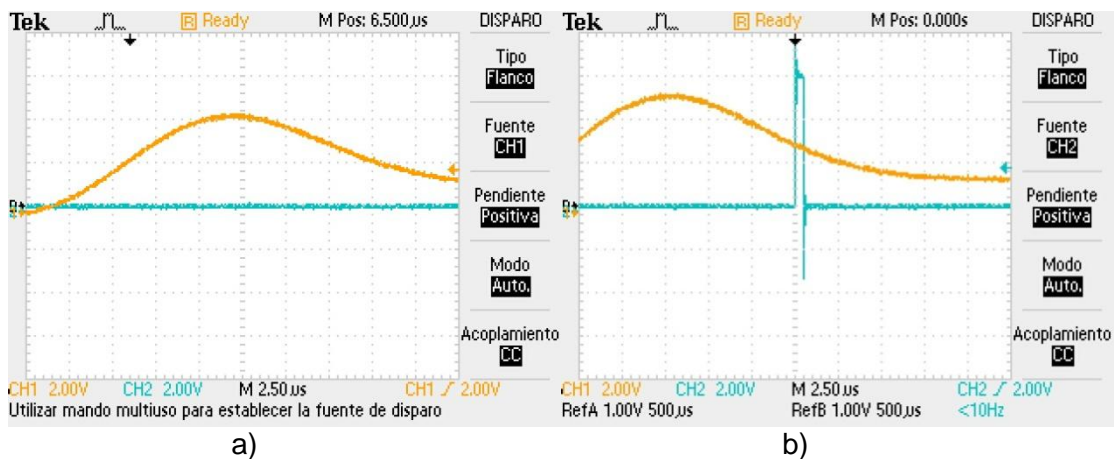 Tek R Ready M Pos: 6.500µs DISPARO
Tipo
Flanco
Fuente
CH1
Pendiente
Positiva
Modo
Auto.
Acoplamiento
CC
CH1 2.00V CH2 2.00V M 2.50µs CH1 2.00V
Utilizar mando multiuso para establecer la fuente de disparo
a)
Tek R Ready M Pos: 0.000s DISPARO
Tipo
Flanco
Fuente
CH2
Pendiente
Positiva
Modo
Auto.
Acoplamiento
CC
CH1 2.00V CH2 2.00V M 2.50µs CH2 2.00V
RefA 1.00V 500µs RefB 1.00V 500µs <10Hz
b)